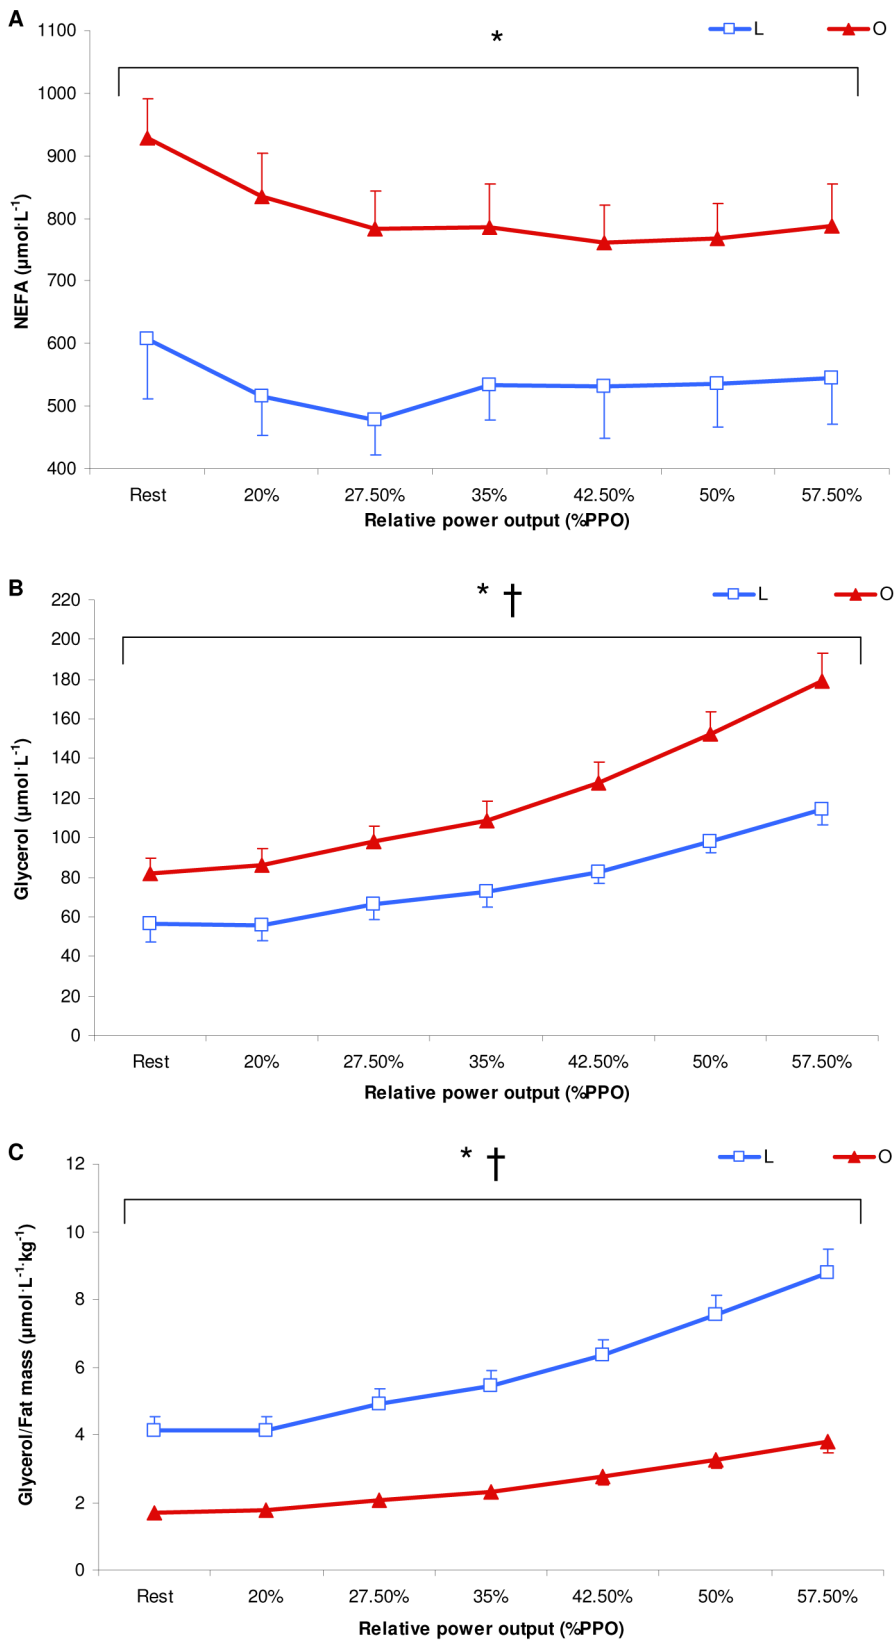 A
L O
*
1100
1000
900
800
700
600
500
400
NEFA (µmol·L-1)
Rest 20% 27.50% 35% 42.50% 50% 57.50%
Relative power output (%PPO)
B
L O
* †
220
200
180
160
140
120
100
80
60
40
20
0
Glycerol (µmol·L-1)
Rest 20% 27.50% 35% 42.50% 50% 57.50%
Relative power output (%PPO)
C
L O
* †
12
10
8
6
4
2
0
Glycerol/Fat mass (µmol·L-1·kg-1)
Rest 20% 27.50% 35% 42.50% 50% 57.50%
Relative power output (%PPO)